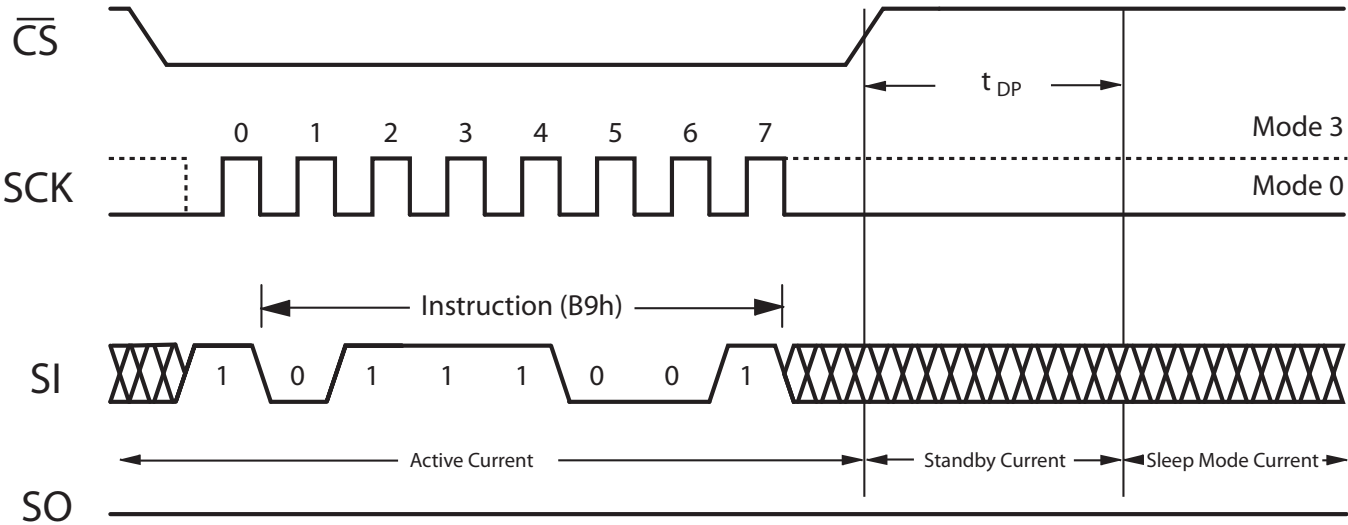 CS
t DP
0 1 2 3 4 5 6 7
Mode 3
SCK
Mode 0
Instruction (B9h)
SI
1 0 1 1 1 0 0 1
Active Current
Standby Current
Sleep Mode Current
SO